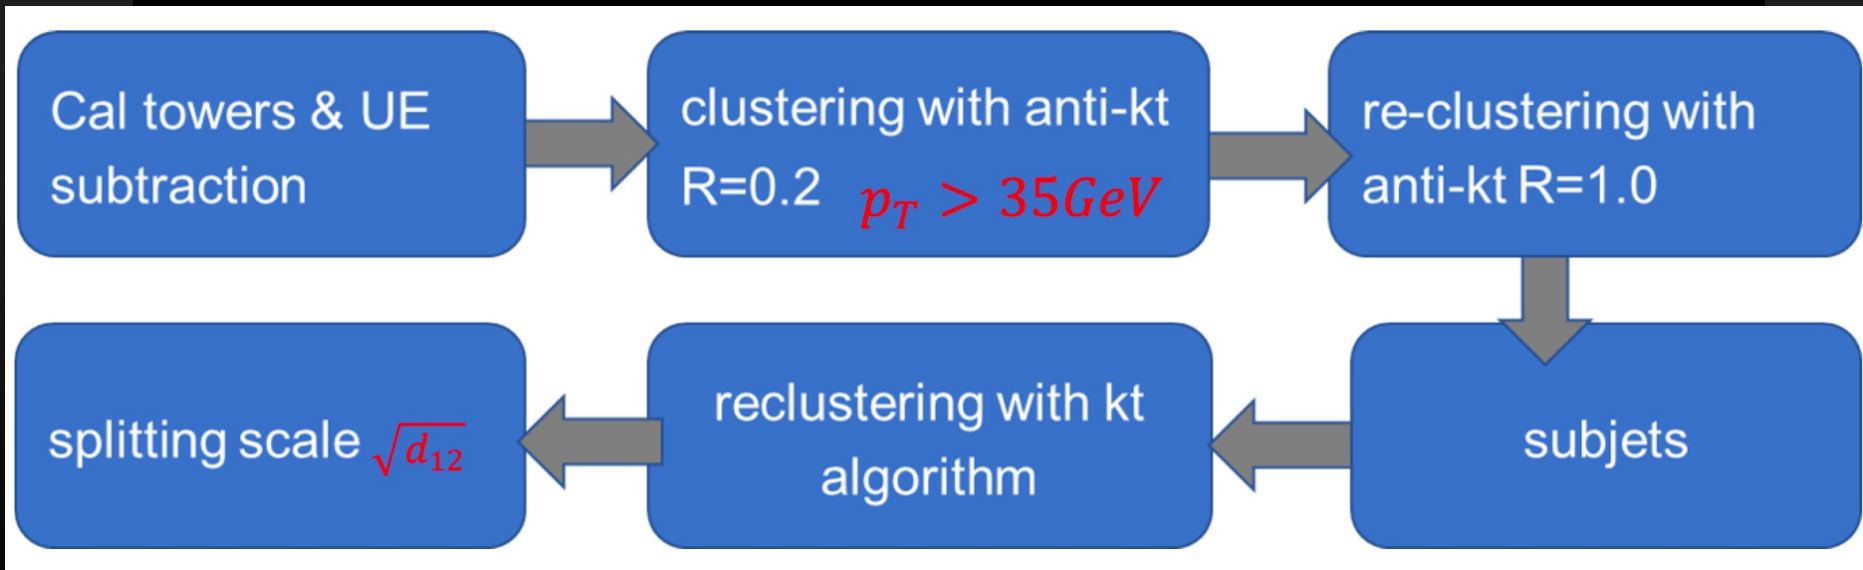 Cal towers & UE
subtraction
clustering with anti-kt
R=0.2 p_T > 35GeV
re-clustering with
anti-kt R=1.0
subjets
reclustering with kt
algorithm
splitting scale √d₁₂